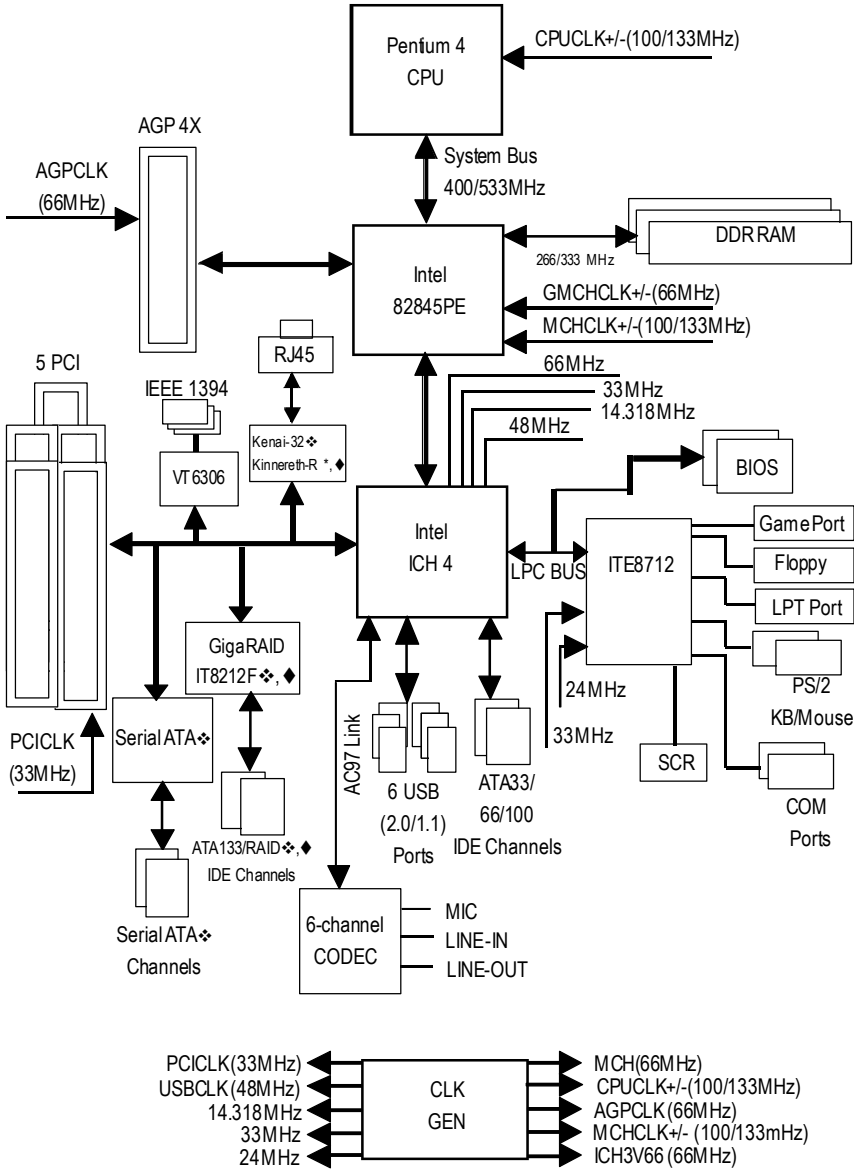 Pentium 4
CPU
CPUCLK+/-(100/133MHz)
AGP 4X
AGPCLK
(66MHz)
System Bus
400/533MHz
DDR RAM
266/333 MHz
Intel
82845PE
GMCHCLK+/-(66MHz)
MCHCLK+/-(100/133MHz)
RJ45
5 PCI
IEEE 1394
66MHz
33MHz
14.318MHz
48MHz
Kenai-32❖
Kinnereth-R *,♦
VT6306
BIOS
Intel
ICH 4
LPC BUS
ITE8712
Game Port
Floppy
LPT Port
PS/2
KB/Mouse
24MHz
33MHz
SCR
COM
Ports
GigaRAID
IT8212F❖,♦
Serial ATA❖
PCICLK
(33MHz)
AC97 Link
6 USB
(2.0/1.1)
Ports
ATA33/
66/100
IDE Channels
ATA133/RAID❖,♦
IDE Channels
Serial ATA❖
Channels
6-channel
CODEC
MIC
LINE-IN
LINE-OUT
PCICLK (33MHz)
USBCLK (48MHz)
14.318MHz
33MHz
24MHz
CLK
GEN
MCH(66MHz)
CPUCLK+/-(100/133MHz)
AGPCLK (66MHz)
MCHCLK+/- (100/133mHz)
ICH3V66 (66MHz)